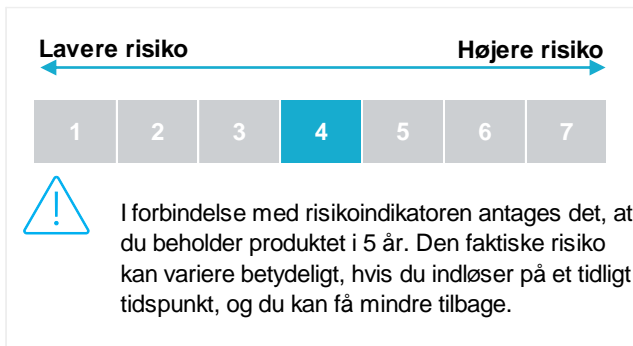 Lavere risiko Højere risiko
1 2 3 4 5 6 7
I forbindelse med risikoindikatoren antages det, at
du beholder produktet i 5 år. Den faktiske risiko
kan variere betydeligt, hvis du indløser på et tidligt
tidspunkt, og du kan få mindre tilbage.